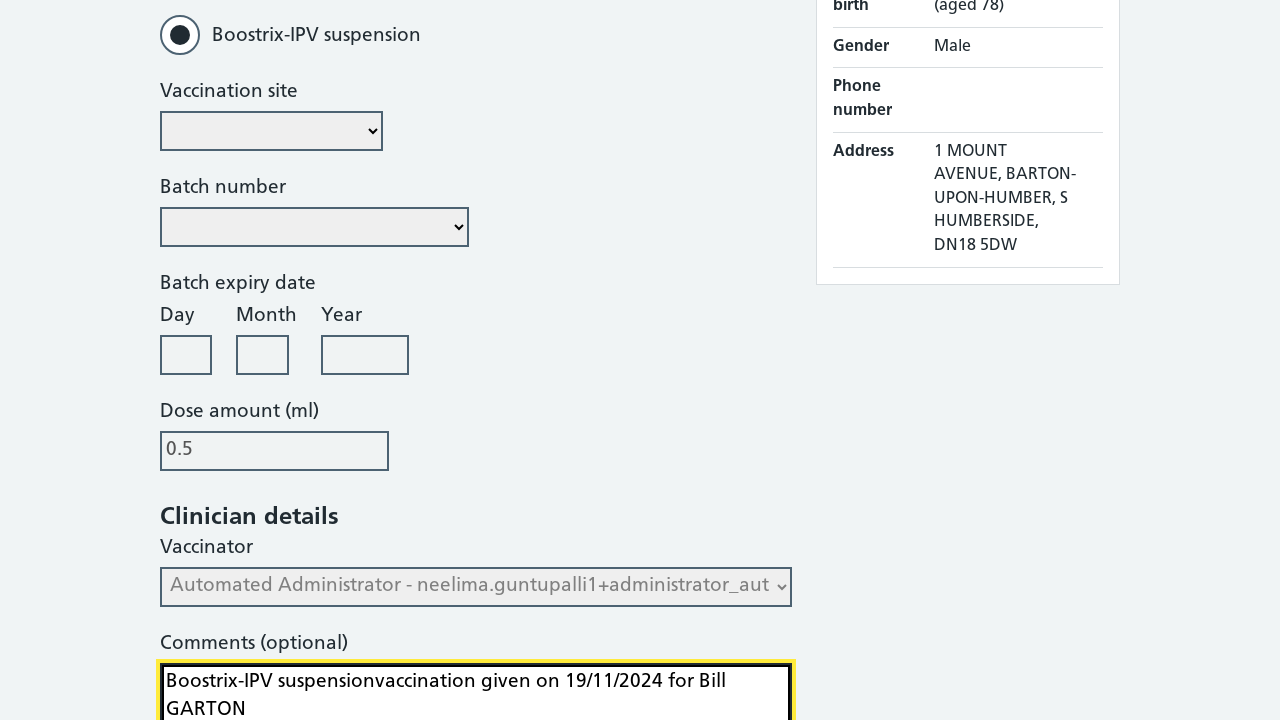 birth (aged 78)
Boostrix-IPV suspension
Gender Male
Vaccination site
Phone number
Batch number
Address 1 MOUNT
AVENUE, BARTON-
UPON-HUMBER, S
HUMBERSIDE,
DN18 5DW
Batch expiry date
Day Month Year
Dose amount (ml)
0.5
Clinician details
Vaccinator
Automated Administrator - neelima.guntupalli1+administrator_aut
Comments (optional)
Boostrix-IPV suspensionvaccination given on 19/11/2024 for Bill
GARTON